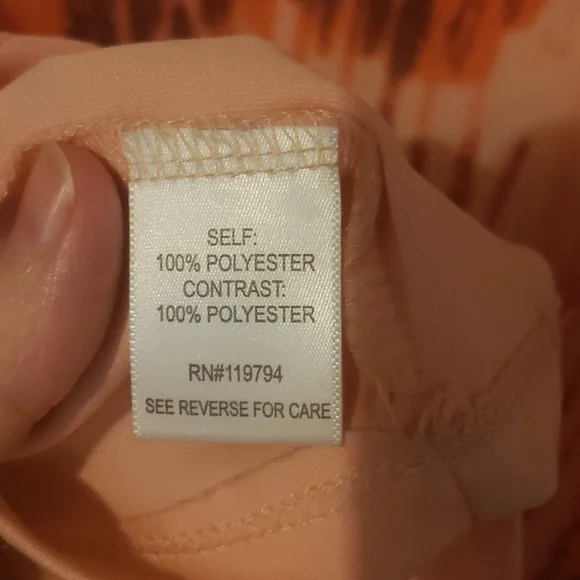 SELF:
100% POLYESTER
CONTRAST:
100% POLYESTER
RN#119794
SEE REVERSE FOR CARE